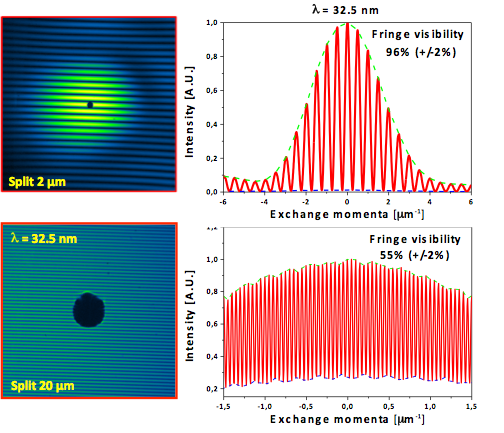 λ = 32.5 nm
Split 2 µm
Intensity [A.U.]
1,0
0,8
0,6
0,4
0,2
0,0
Fringe visibility
96% (+/-2%)
-6 -4 -2 0 2 4 6
Exchange momenta [µm⁻¹]
λ = 32.5 nm
Split 20 µm
Intensity [A.U.]
1,2
1,0
0,8
0,6
0,4
0,2
Fringe visibility
55% (+/-2%)
-1,5 -1,0 -0,5 0,0 0,5 1,0 1,5
Exchange momenta [µm⁻¹]